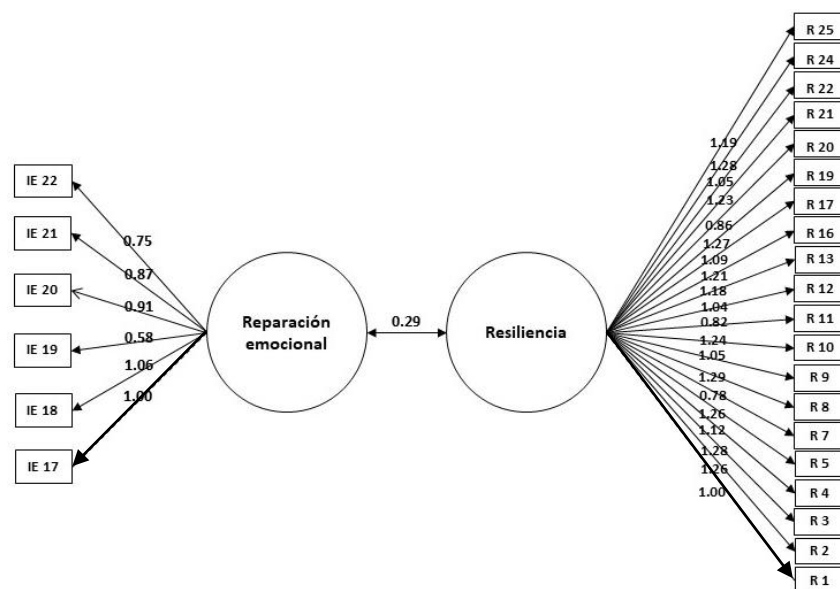 IE 22
IE 21
IE 20
IE 19
IE 18
IE 17
0.75
0.87
0.91
0.58
1.06
1.00
Reparación
emocional
0.29
Resiliencia
1.19
1.28
1.05
1.23
0.86
1.27
1.09
1.21
1.18
1.04
0.82
1.24
1.05
1.29
0.78
1.26
1.12
1.28
1.26
1.00
R 25
R 24
R 22
R 21
R 20
R 19
R 17
R 16
R 13
R 12
R 11
R 10
R 9
R 8
R 7
R 5
R 4
R 3
R 2
R 1